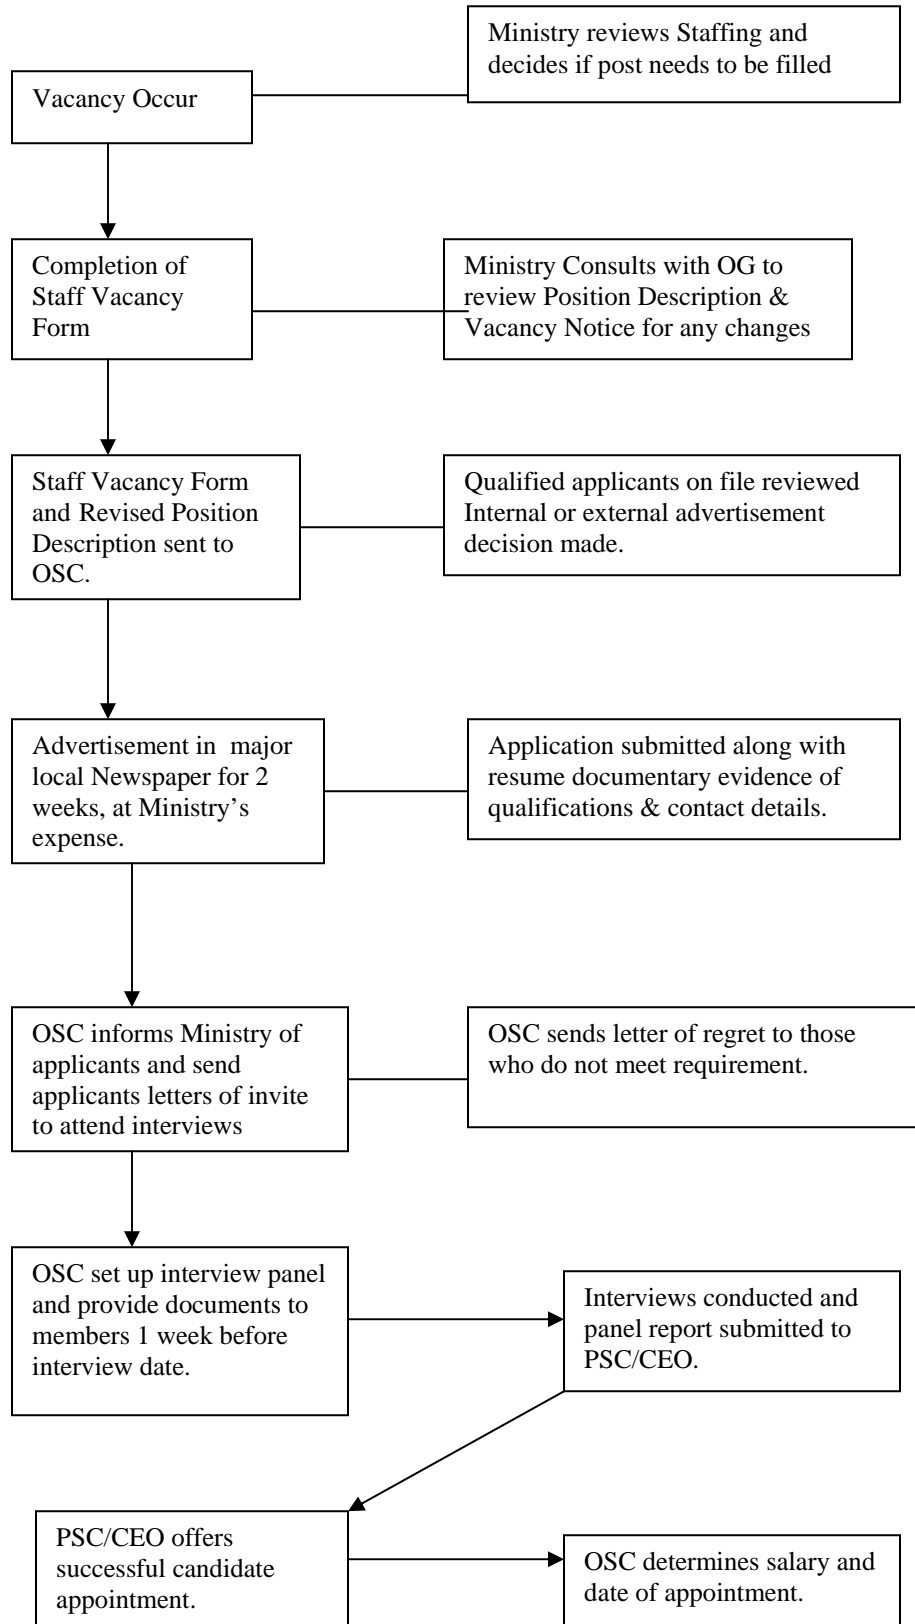 Ministry reviews Staffing and
decides if post needs to be filled
Vacancy Occur
Completion of
Staff Vacancy
Form
Ministry Consults with OG to
review Position Description &
Vacancy Notice for any changes
Staff Vacancy Form
and Revised Position
Description sent to
OSC.
Qualified applicants on file reviewed
Internal or external advertisement
decision made.
Advertisement in major
local Newspaper for 2
weeks, at Ministry’s
expense.
Application submitted along with
resume documentary evidence of
qualifications & contact details.
OSC informs Ministry of
applicants and send
applicants letters of invite
to attend interviews
OSC sends letter of regret to those
who do not meet requirement.
OSC set up interview panel
and provide documents to
members 1 week before
interview date.
Interviews conducted and
panel report submitted to
PSC/CEO.
PSC/CEO offers
successful candidate
appointment.
OSC determines salary and
date of appointment.